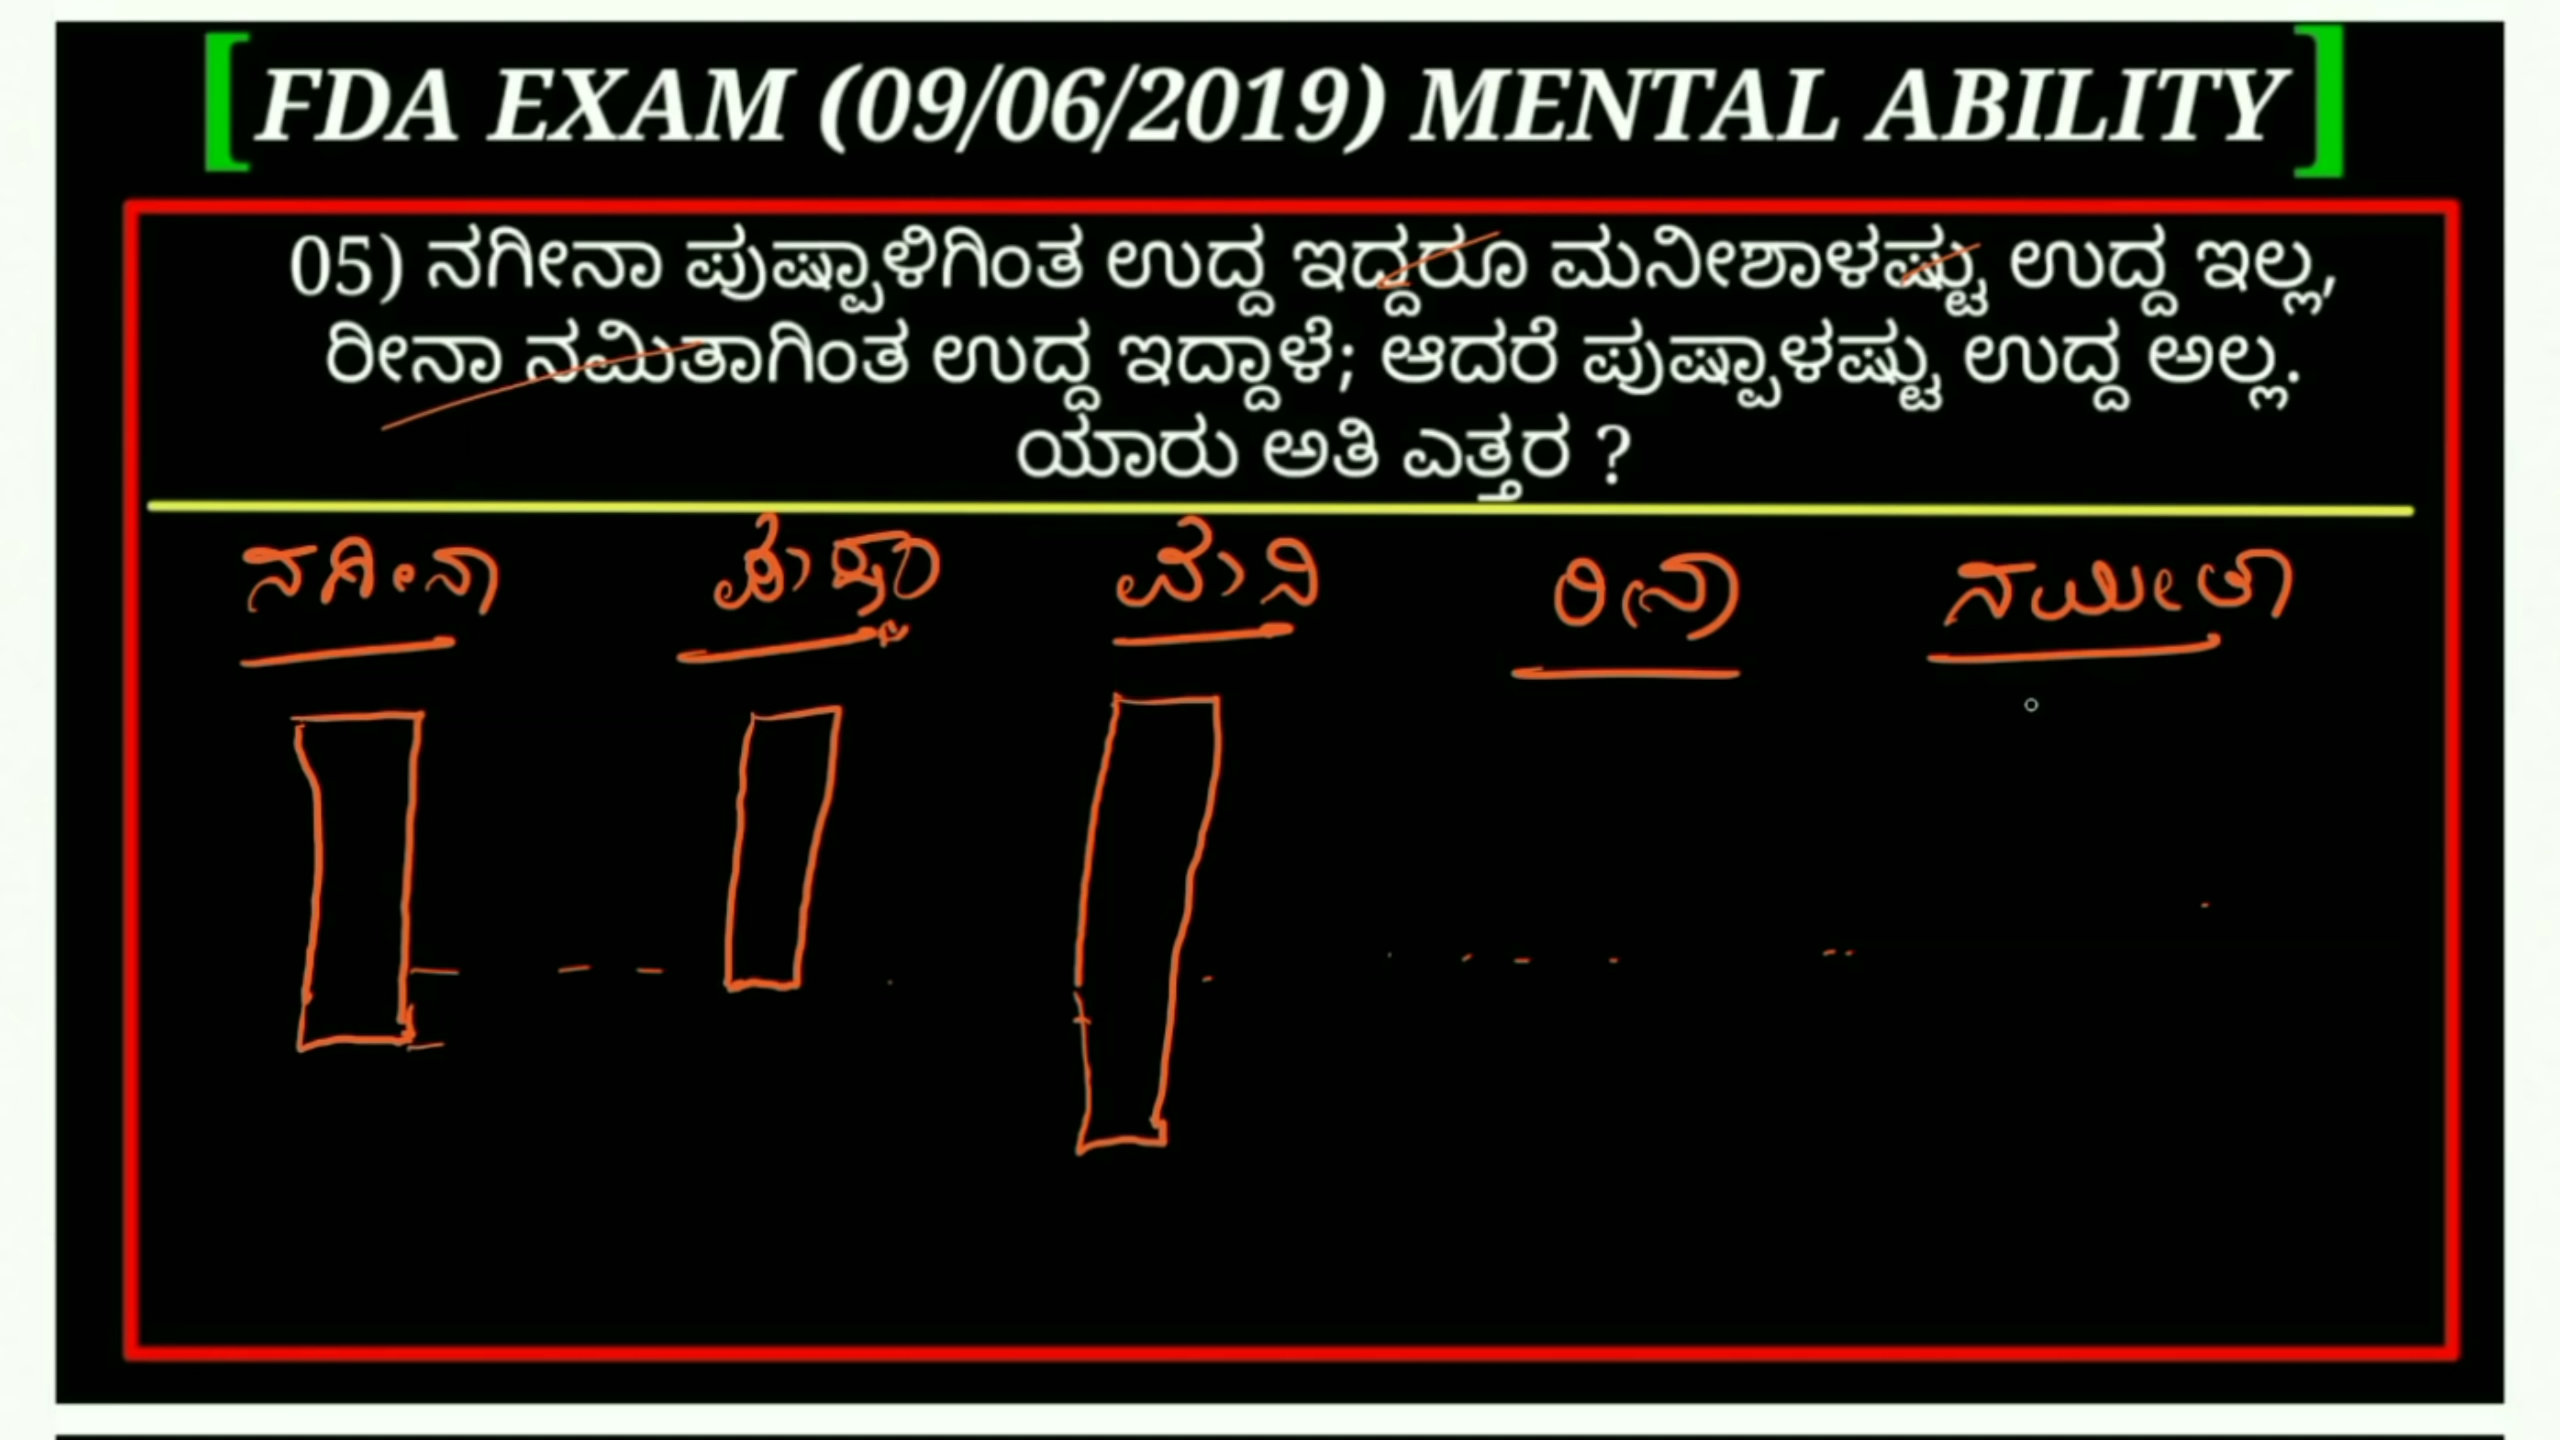 [FDA EXAM (09/06/2019) MENTAL ABILITY]
05) ನಗೀನಾ ಪುಷ್ಪಾಳಿಗಿಂತ ಉದ್ದ ಇದ್ದರೂ ಮನೀಶಾಳಷ್ಟು ಉದ್ದ ಇಲ್ಲ,
ರೀನಾ ನಮಿತಾಗಿಂತ ಉದ್ದ ಇದ್ದಾಳೆ; ಆದರೆ ಪುಷ್ಪಾಳಷ್ಟು ಉದ್ದ ಅಲ್ಲ.
ಯಾರು ಅತಿ ಎತ್ತರ ?
ನಗೀನಾ ಪುಷ್ಪಾ ಮನಿ ರೀನಾ ನಮೀತಾ